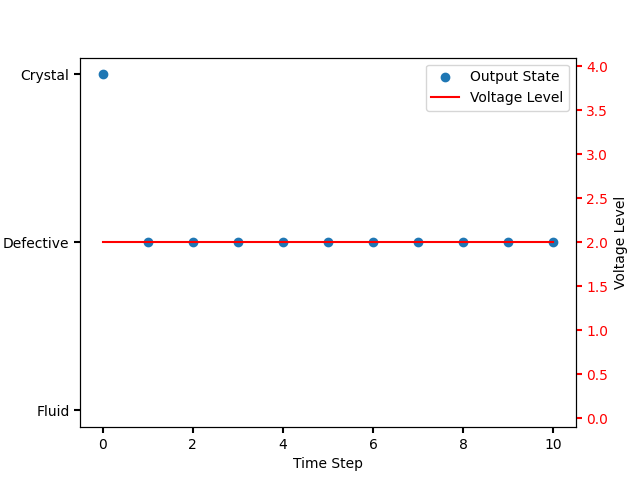 Crystal
Defective
Fluid
Output State
Voltage Level
4.0
3.5
3.0
2.5
2.0
1.5
1.0
0.5
0.0
Voltage Level
0 2 4 6 8 10
Time Step